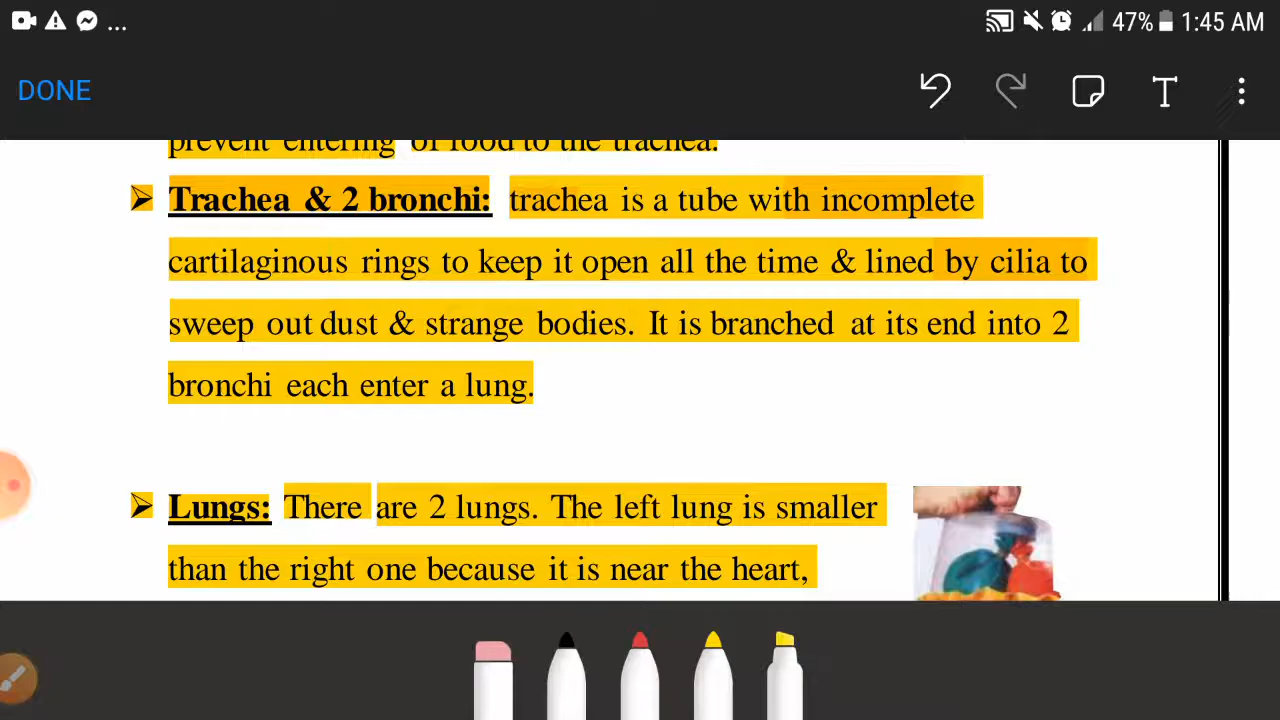 ... 47% 1:45 AM
DONE T
prevent entering of food to the trachea.
➢ Trachea & 2 bronchi: trachea is a tube with incomplete
cartilaginous rings to keep it open all the time & lined by cilia to
sweep out dust & strange bodies. It is branched at its end into 2
bronchi each enter a lung.
➢ Lungs: There are 2 lungs. The left lung is smaller
than the right one because it is near the heart,